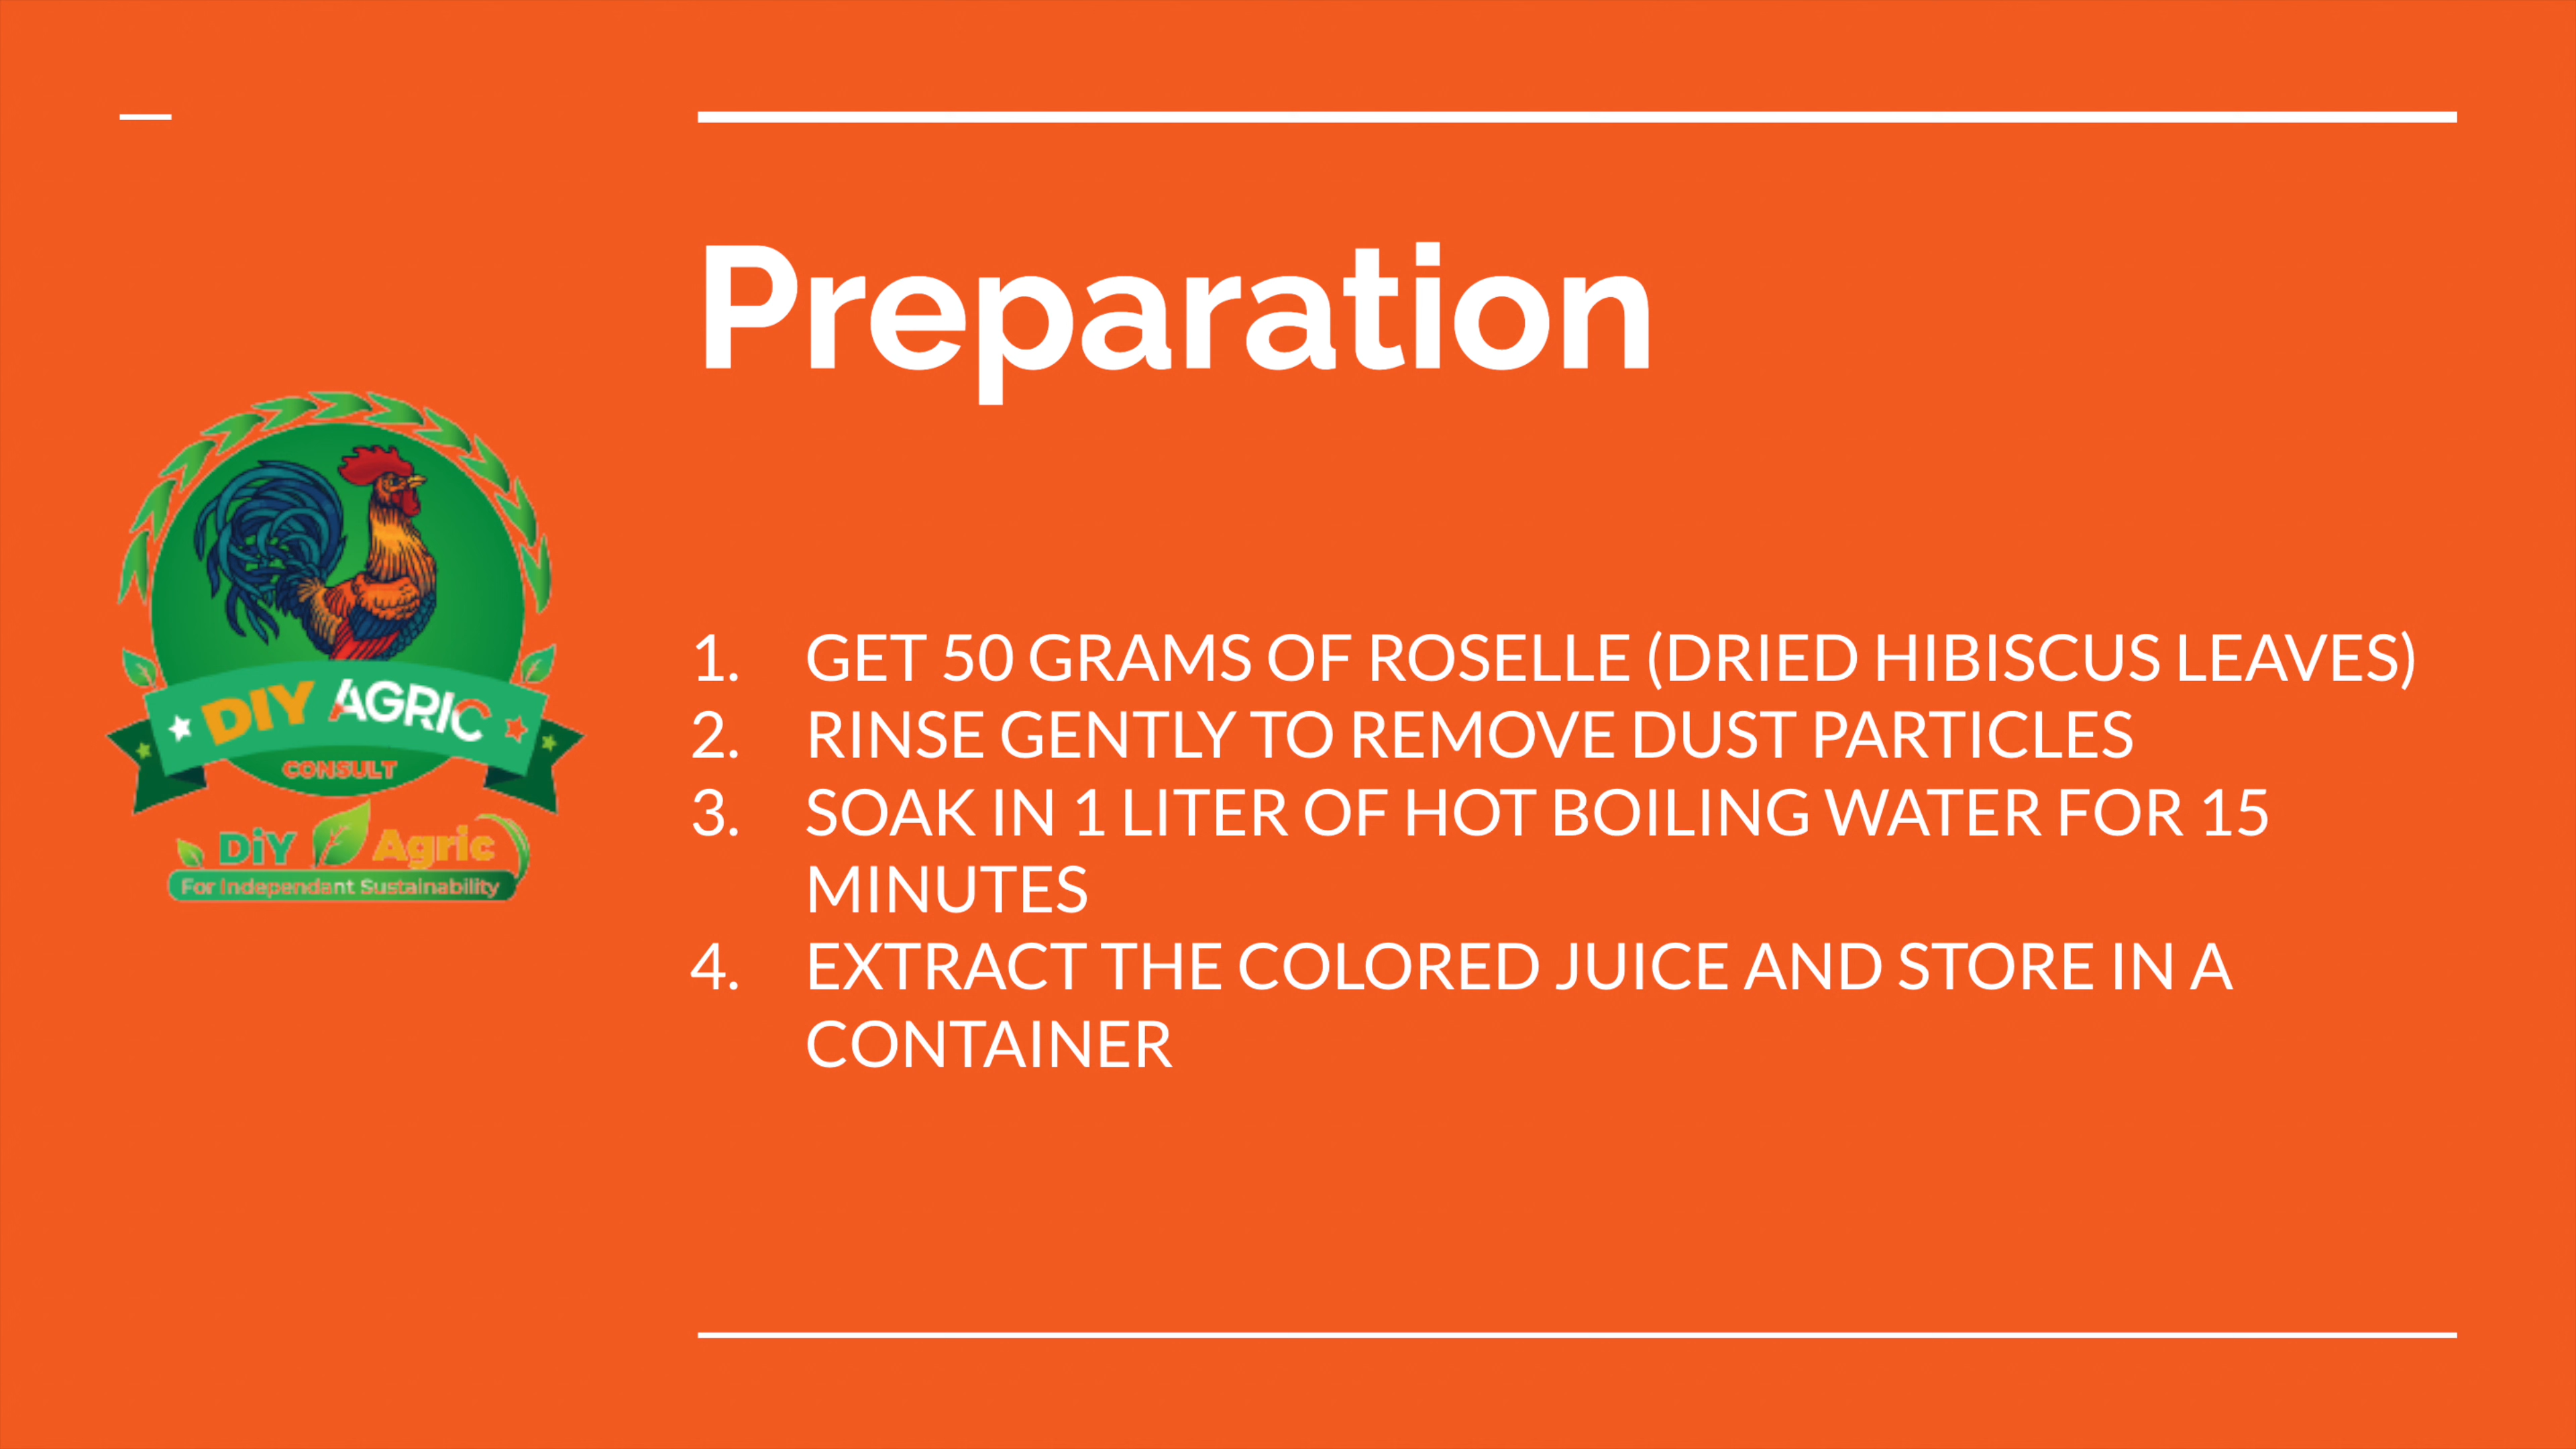 Preparation
DIY AGRIC
CONSULT
DiY Agric
For Independant Sustainability
1. GET 50 GRAMS OF ROSELLE (DRIED HIBISCUS LEAVES)
2. RINSE GENTLY TO REMOVE DUST PARTICLES
3. SOAK IN 1 LITER OF HOT BOILING WATER FOR 15
MINUTES
4. EXTRACT THE COLORED JUICE AND STORE IN A
CONTAINER